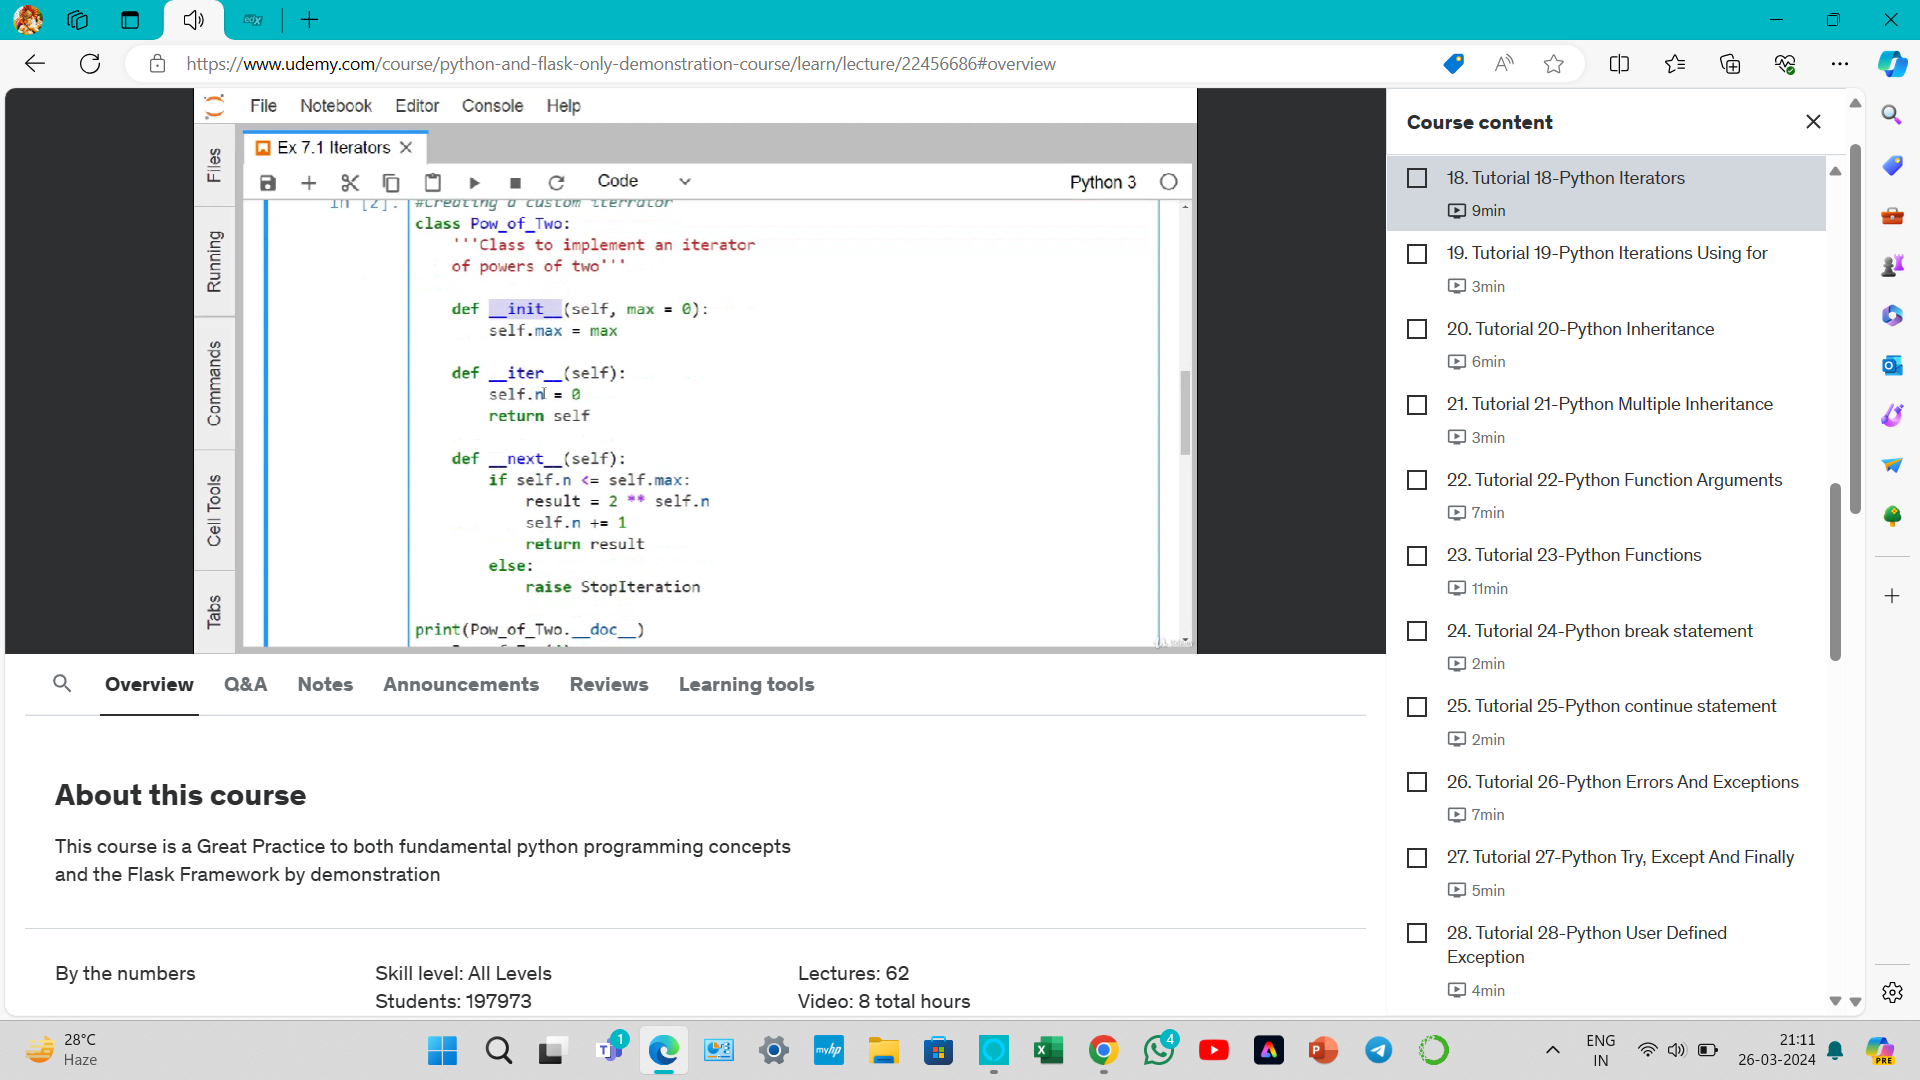 edX
https://www.udemy.com/course/python-and-flask-only-demonstration-course/learn/lecture/22456686#overview
File Notebook Editor Console Help
Ex 7.1 Iterators
Code Python 3
Files
Running
Commands
Cell Tools
Tabs
In [2]: #Creating a custom iterrator
class Pow_of_Two:
'''Class to implement an iterator
of powers of two'''
def __init__(self, max = 0):
self.max = max
def __iter__(self):
self.n = 0
return self
def __next__(self):
if self.n <= self.max:
result = 2 ** self.n
self.n += 1
return result
else:
raise StopIteration
print(Pow_of_Two.__doc__)
Overview Q&A Notes Announcements Reviews Learning tools
About this course
This course is a Great Practice to both fundamental python programming concepts
and the Flask Framework by demonstration
By the numbers
Skill level: All Levels
Students: 197973
Lectures: 62
Video: 8 total hours
Course content
18. Tutorial 18-Python Iterators
9min
19. Tutorial 19-Python Iterations Using for
3min
20. Tutorial 20-Python Inheritance
6min
21. Tutorial 21-Python Multiple Inheritance
3min
22. Tutorial 22-Python Function Arguments
7min
23. Tutorial 23-Python Functions
11min
24. Tutorial 24-Python break statement
2min
25. Tutorial 25-Python continue statement
2min
26. Tutorial 26-Python Errors And Exceptions
7min
27. Tutorial 27-Python Try, Except And Finally
5min
28. Tutorial 28-Python User Defined
Exception
4min
28°C
Haze
1
myhp
4
ENG
IN
21:11
26-03-2024
PRE